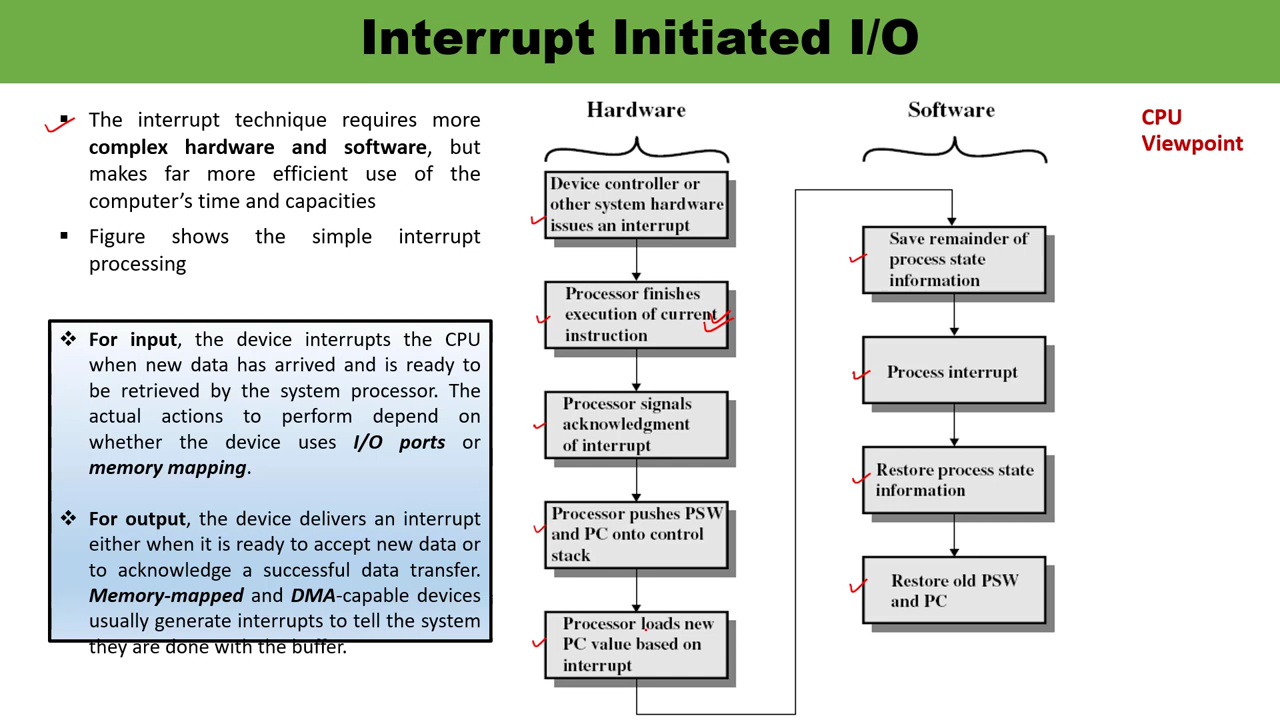 Interrupt Initiated I/O
▪ The interrupt technique requires more
complex hardware and software, but
makes far more efficient use of the
computer’s time and capacities
▪ Figure shows the simple interrupt
processing
❖ For input, the device interrupts the CPU
when new data has arrived and is ready to
be retrieved by the system processor. The
actual actions to perform depend on
whether the device uses I/O ports or
memory mapping.
❖ For output, the device delivers an interrupt
either when it is ready to accept new data or
to acknowledge a successful data transfer.
Memory-mapped and DMA-capable devices
usually generate interrupts to tell the system
they are done with the buffer.
Hardware
Device controller or
other system hardware
issues an interrupt
Processor finishes
execution of current
instruction
Processor signals
acknowledgment
of interrupt
Processor pushes PSW
and PC onto control
stack
Processor loads new
PC value based on
interrupt
Software
Save remainder of
process state
information
Process interrupt
Restore process state
information
Restore old PSW
and PC
CPU
Viewpoint